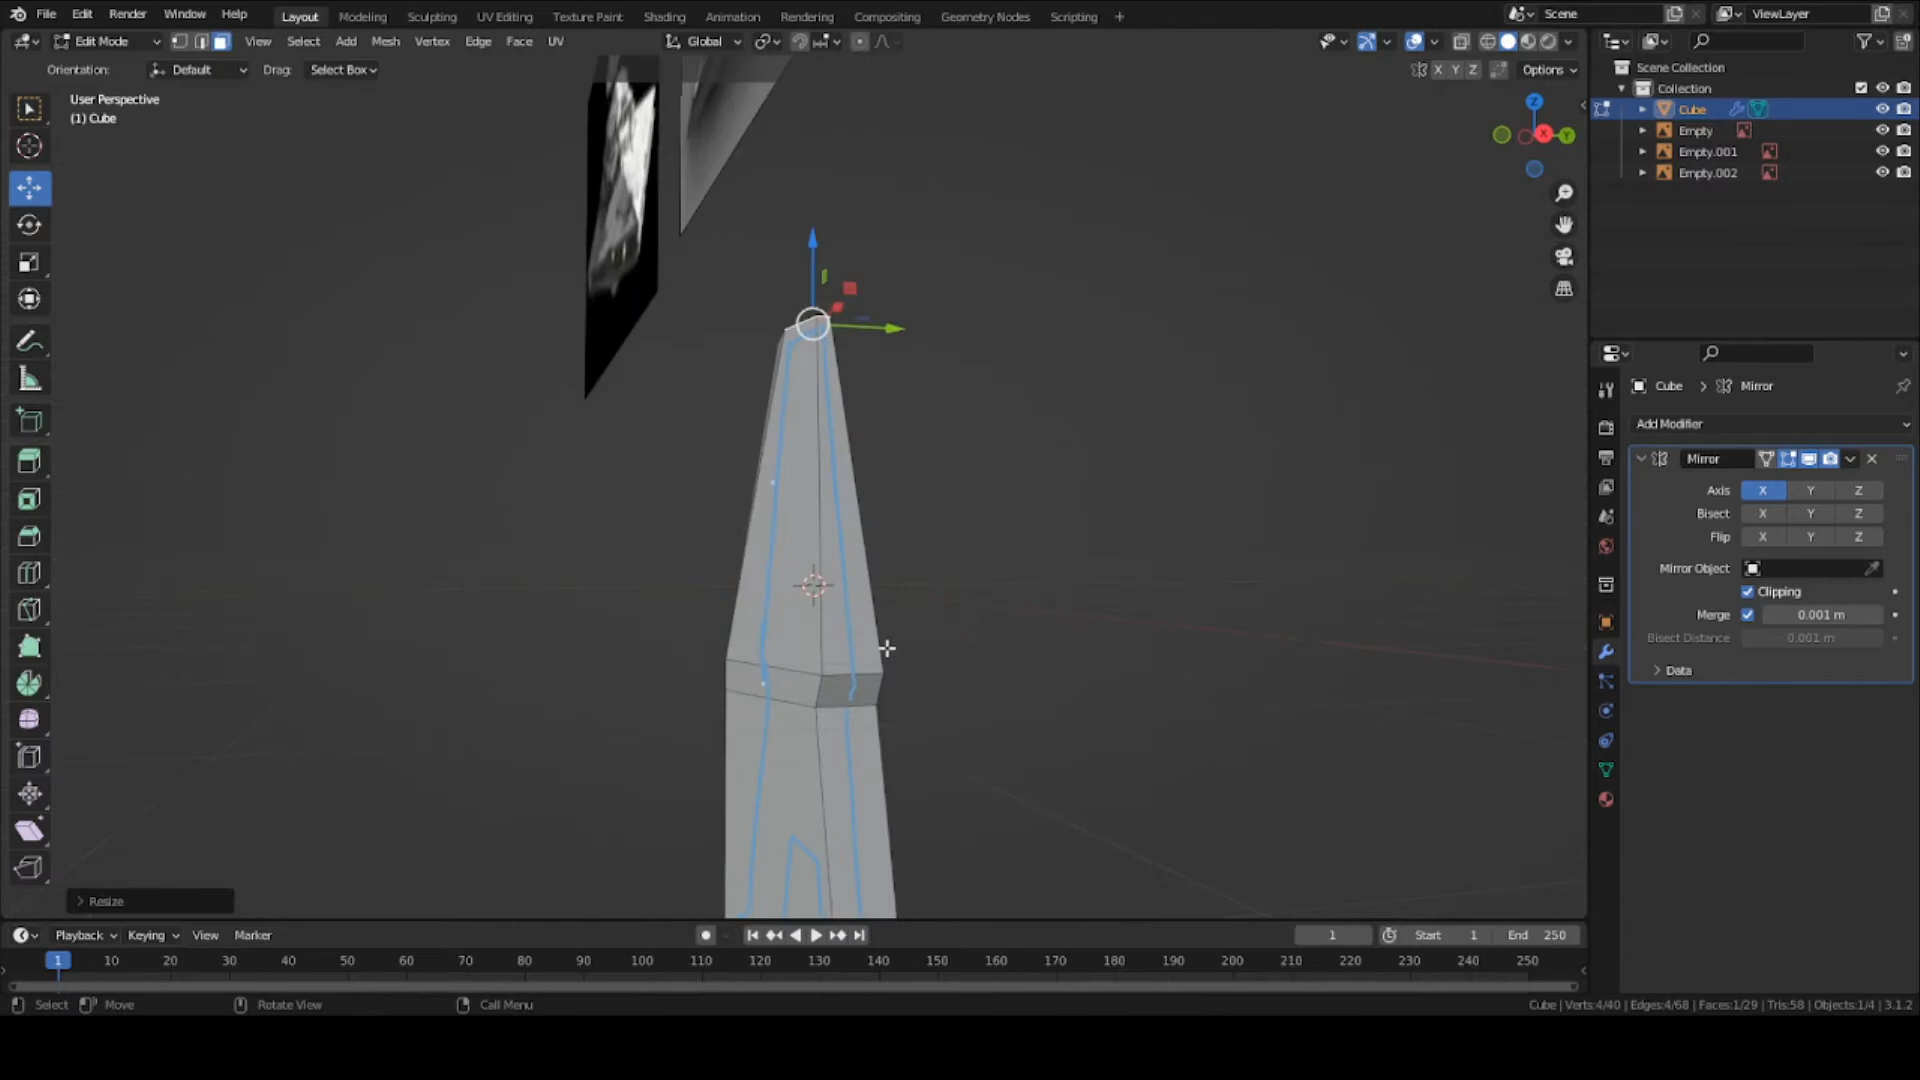 File Edit Render Window Help Layout Modeling Sculpting UV Editing Texture Paint Shading Animation Rendering Compositing Geometry Nodes Scripting + Scene ViewLayer
Edit Mode View Select Add Mesh Vertex Edge Face UV Global
Orientation: Default Drag: Select Box X Y Z Options
User Perspective
(1) Cube
Z
X
Y
Scene Collection
Collection
Cube
Empty
Empty.001
Empty.002
Cube > Mirror
Add Modifier
Mirror
Axis X Y Z
Bisect X Y Z
Flip X Y Z
Mirror Object
Clipping
Merge 0.001 m
Bisect Distance 0.001 m
Data
Resize
Playback Keying View Marker 1 Start 1 End 250
1 10 20 30 40 50 60 70 80 90 100 110 120 130 140 150 160 170 180 190 200 210 220 230 240 250
Select Move Rotate View Call Menu Cube | Verts:4/40 | Edges:4/68 | Faces:1/29 | Tris:58 | Objects:1/4 | 3.1.2